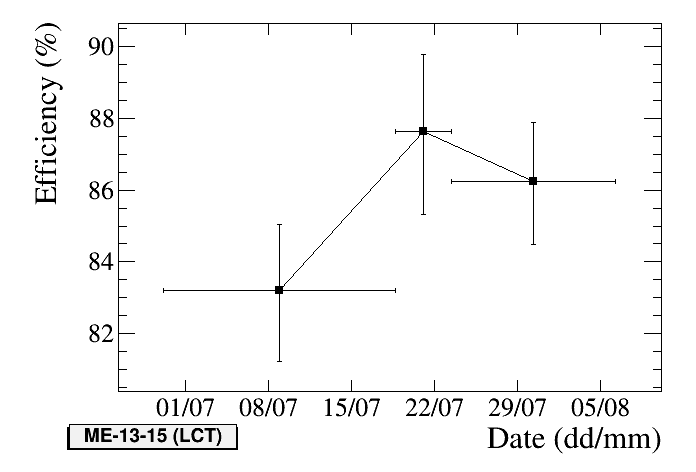 Efficiency (%)
90
88
86
84
82
01/07 08/07 15/07 22/07 29/07 05/08
ME-13-15 (LCT)
Date (dd/mm)